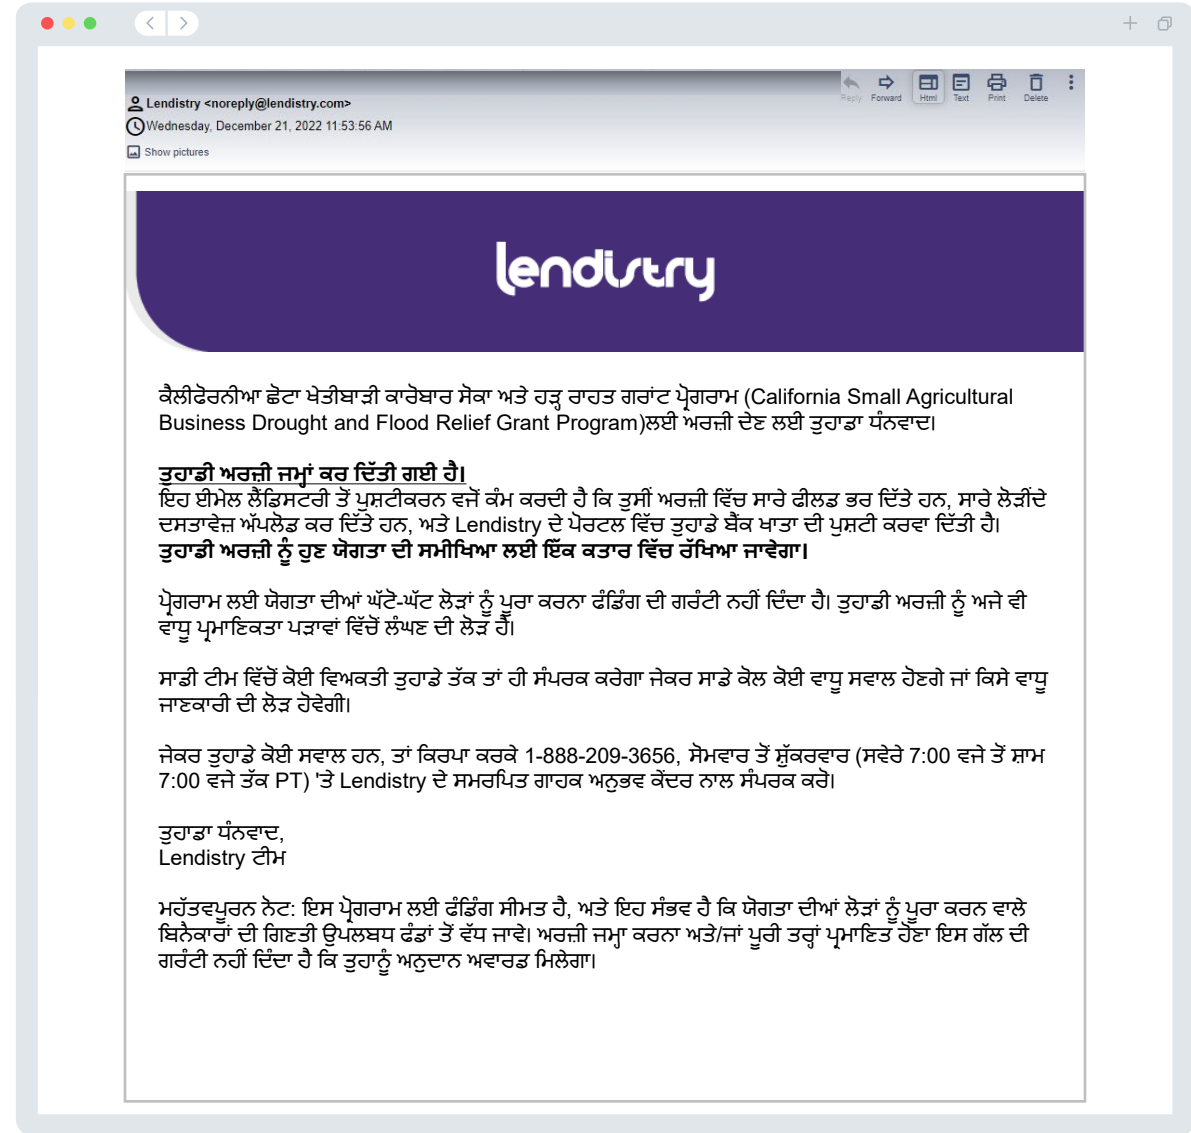 Reply
Forward
Html
Text
Print
Delete
Lendistry <noreply@lendistry.com>
Wednesday, December 21, 2022 11:53:56 AM
Show pictures
lendistry
ਕੈਲੀਫੋਰਨੀਆ ਛੋਟਾ ਖੇਤੀਬਾੜੀ ਕਾਰੋਬਾਰ ਸੋਕਾ ਅਤੇ ਹੜ੍ਹ ਰਾਹਤ ਗਰਾਂਟ ਪ੍ਰੋਗਰਾਮ (California Small Agricultural
Business Drought and Flood Relief Grant Program)ਲਈ ਅਰਜ਼ੀ ਦੇਣ ਲਈ ਤੁਹਾਡਾ ਧੰਨਵਾਦ।
ਤੁਹਾਡੀ ਅਰਜ਼ੀ ਜਮ੍ਹਾਂ ਕਰ ਦਿੱਤੀ ਗਈ ਹੈ।
ਇਹ ਈਮੇਲ ਲੈਂਡਿਸਟਰੀ ਤੋਂ ਪੁਸ਼ਟੀਕਰਨ ਵਜੋਂ ਕੰਮ ਕਰਦੀ ਹੈ ਕਿ ਤੁਸੀਂ ਅਰਜ਼ੀ ਵਿੱਚ ਸਾਰੇ ਫੀਲਡ ਭਰ ਦਿੱਤੇ ਹਨ, ਸਾਰੇ ਲੋੜੀਂਦੇ
ਦਸਤਾਵੇਜ਼ ਅੱਪਲੋਡ ਕਰ ਦਿੱਤੇ ਹਨ, ਅਤੇ Lendistry ਦੇ ਪੋਰਟਲ ਵਿੱਚ ਤੁਹਾਡੇ ਬੈਂਕ ਖਾਤਾ ਦੀ ਪੁਸ਼ਟੀ ਕਰਵਾ ਦਿੱਤੀ ਹੈ।
ਤੁਹਾਡੀ ਅਰਜ਼ੀ ਨੂੰ ਹੁਣ ਯੋਗਤਾ ਦੀ ਸਮੀਖਿਆ ਲਈ ਇੱਕ ਕਤਾਰ ਵਿੱਚ ਰੱਖਿਆ ਜਾਵੇਗਾ।
ਪ੍ਰੋਗਰਾਮ ਲਈ ਯੋਗਤਾ ਦੀਆਂ ਘੱਟੋ-ਘੱਟ ਲੋੜਾਂ ਨੂੰ ਪੂਰਾ ਕਰਨਾ ਫੰਡਿੰਗ ਦੀ ਗਰੰਟੀ ਨਹੀਂ ਦਿੰਦਾ ਹੈ। ਤੁਹਾਡੀ ਅਰਜ਼ੀ ਨੂੰ ਅਜੇ ਵੀ
ਵਾਧੂ ਪ੍ਰਮਾਣਿਕਤਾ ਪੜਾਵਾਂ ਵਿੱਚੋਂ ਲੰਘਣ ਦੀ ਲੋੜ ਹੈ।
ਸਾਡੀ ਟੀਮ ਵਿੱਚੋਂ ਕੋਈ ਵਿਅਕਤੀ ਤੁਹਾਡੇ ਤੱਕ ਤਾਂ ਹੀ ਸੰਪਰਕ ਕਰੇਗਾ ਜੇਕਰ ਸਾਡੇ ਕੋਲ ਕੋਈ ਵਾਧੂ ਸਵਾਲ ਹੋਣਗੇ ਜਾਂ ਕਿਸੇ ਵਾਧੂ
ਜਾਣਕਾਰੀ ਦੀ ਲੋੜ ਹੋਵੇਗੀ।
ਜੇਕਰ ਤੁਹਾਡੇ ਕੋਈ ਸਵਾਲ ਹਨ, ਤਾਂ ਕਿਰਪਾ ਕਰਕੇ 1-888-209-3656, ਸੋਮਵਾਰ ਤੋਂ ਸ਼ੁੱਕਰਵਾਰ (ਸਵੇਰੇ 7:00 ਵਜੇ ਤੋਂ ਸ਼ਾਮ
7:00 ਵਜੇ ਤੱਕ PT) 'ਤੇ Lendistry ਦੇ ਸਮਰਪਿਤ ਗਾਹਕ ਅਨੁਭਵ ਕੇਂਦਰ ਨਾਲ ਸੰਪਰਕ ਕਰੋ।
ਤੁਹਾਡਾ ਧੰਨਵਾਦ,
Lendistry ਟੀਮ
ਮਹੱਤਵਪੂਰਨ ਨੋਟ: ਇਸ ਪ੍ਰੋਗਰਾਮ ਲਈ ਫੰਡਿੰਗ ਸੀਮਤ ਹੈ, ਅਤੇ ਇਹ ਸੰਭਵ ਹੈ ਕਿ ਯੋਗਤਾ ਦੀਆਂ ਲੋੜਾਂ ਨੂੰ ਪੂਰਾ ਕਰਨ ਵਾਲੇ
ਬਿਨੈਕਾਰਾਂ ਦੀ ਗਿਣਤੀ ਉਪਲਬਧ ਫੰਡਾਂ ਤੋਂ ਵੱਧ ਜਾਵੇ। ਅਰਜ਼ੀ ਜਮ੍ਹਾ ਕਰਨਾ ਅਤੇ/ਜਾਂ ਪੂਰੀ ਤਰ੍ਹਾਂ ਪ੍ਰਮਾਣਿਤ ਹੋਣਾ ਇਸ ਗੱਲ ਦੀ
ਗਰੰਟੀ ਨਹੀਂ ਦਿੰਦਾ ਹੈ ਕਿ ਤੁਹਾਨੂੰ ਅਨੁਦਾਨ ਅਵਾਰਡ ਮਿਲੇਗਾ।